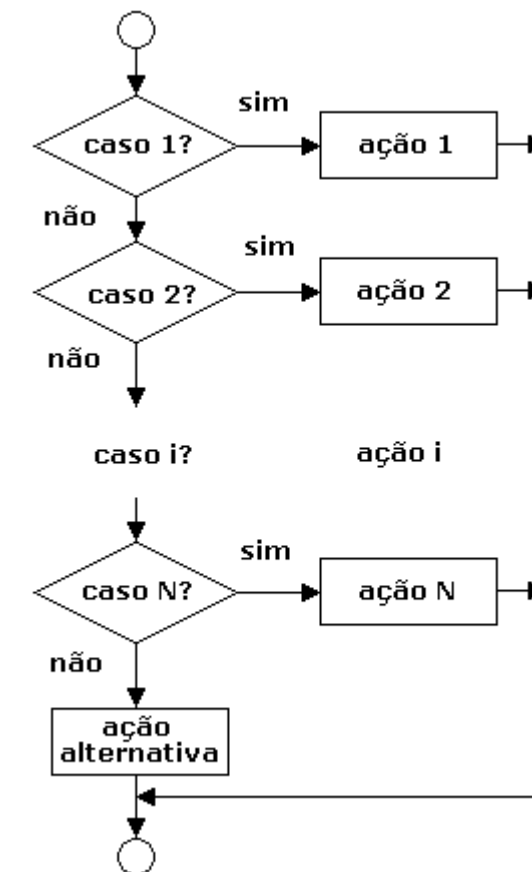 sim
caso 1?
ação 1
não
sim
caso 2?
ação 2
não
caso i?
ação i
sim
caso N?
ação N
não
ação
alternativa